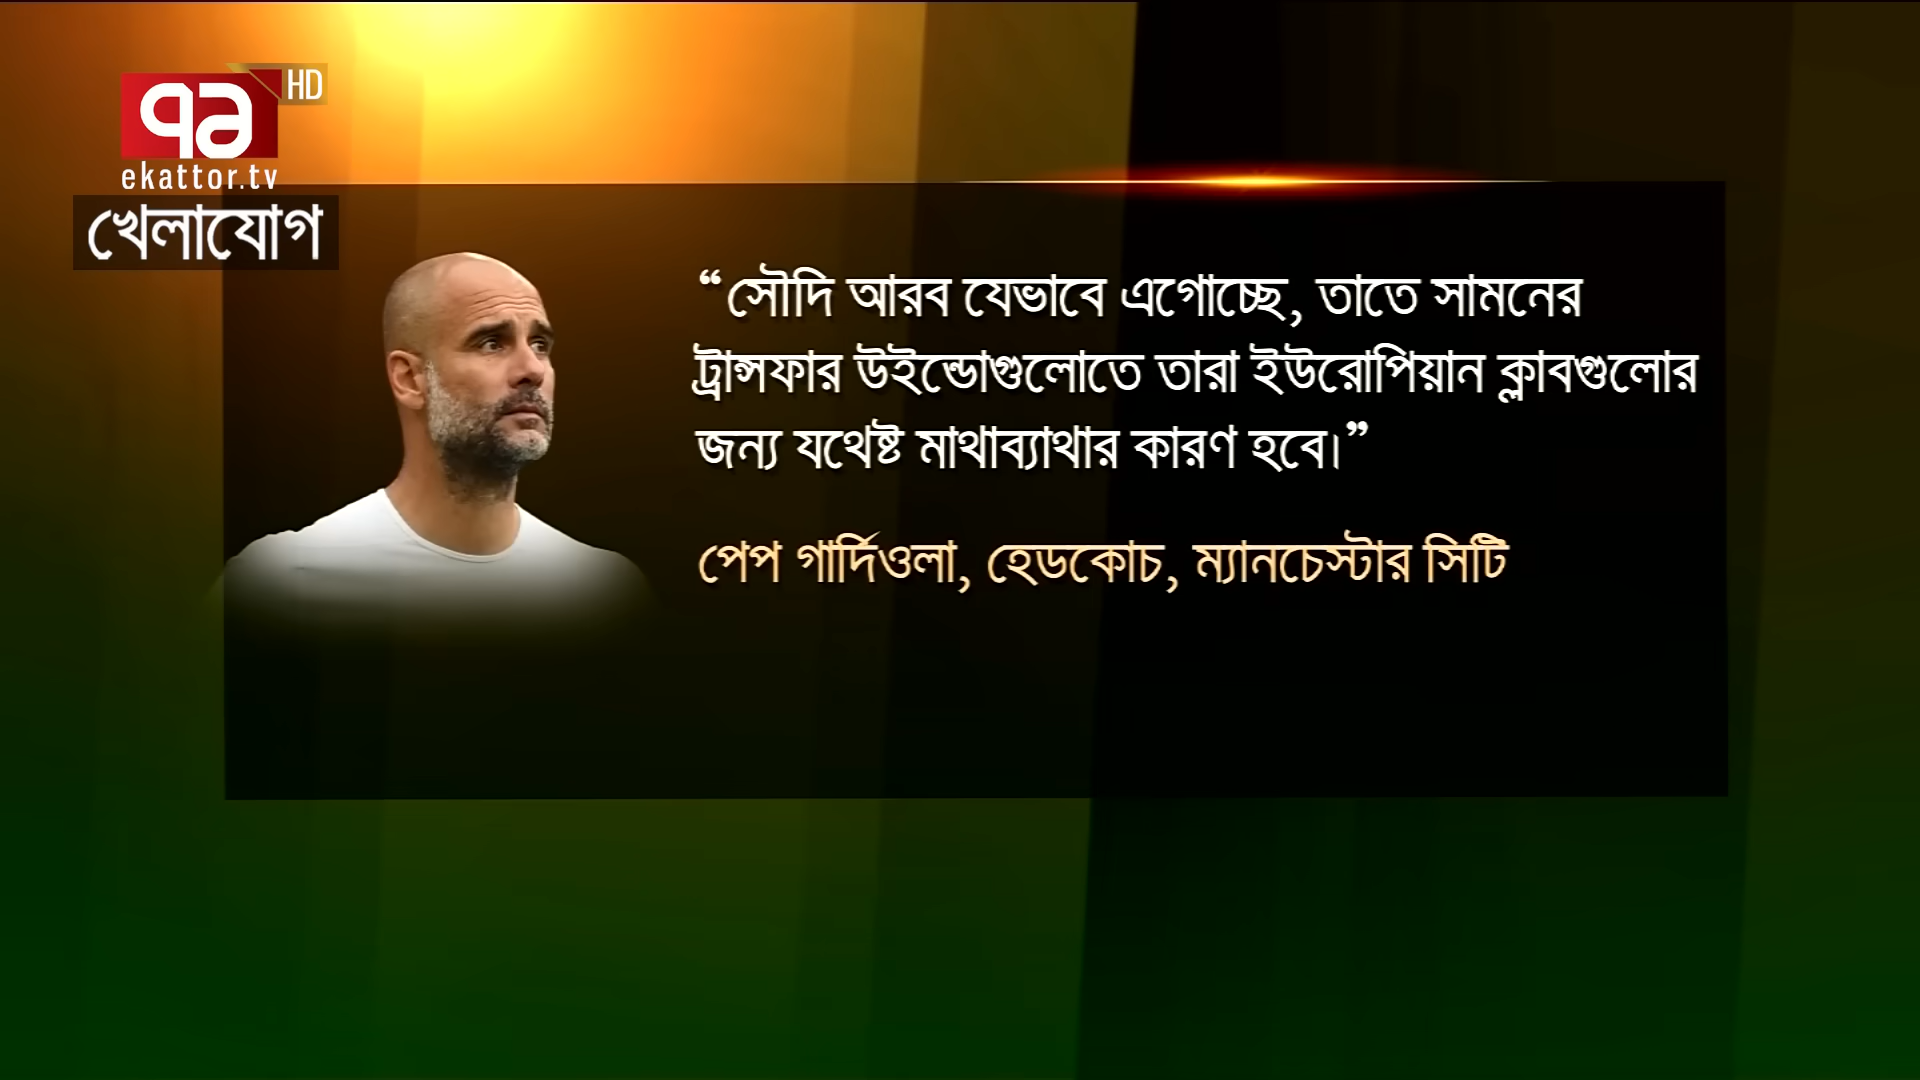 ৭১ HD
ekattor.tv
খেলাযোগ
“সৌদি আরব যেভাবে এগোচ্ছে, তাতে সামনের
ট্রান্সফার উইন্ডোগুলোতে তারা ইউরোপিয়ান ক্লাবগুলোর
জন্য যথেষ্ট মাথাব্যাথার কারণ হবে।”
পেপ গার্দিওলা, হেডকোচ, ম্যানচেস্টার সিটি